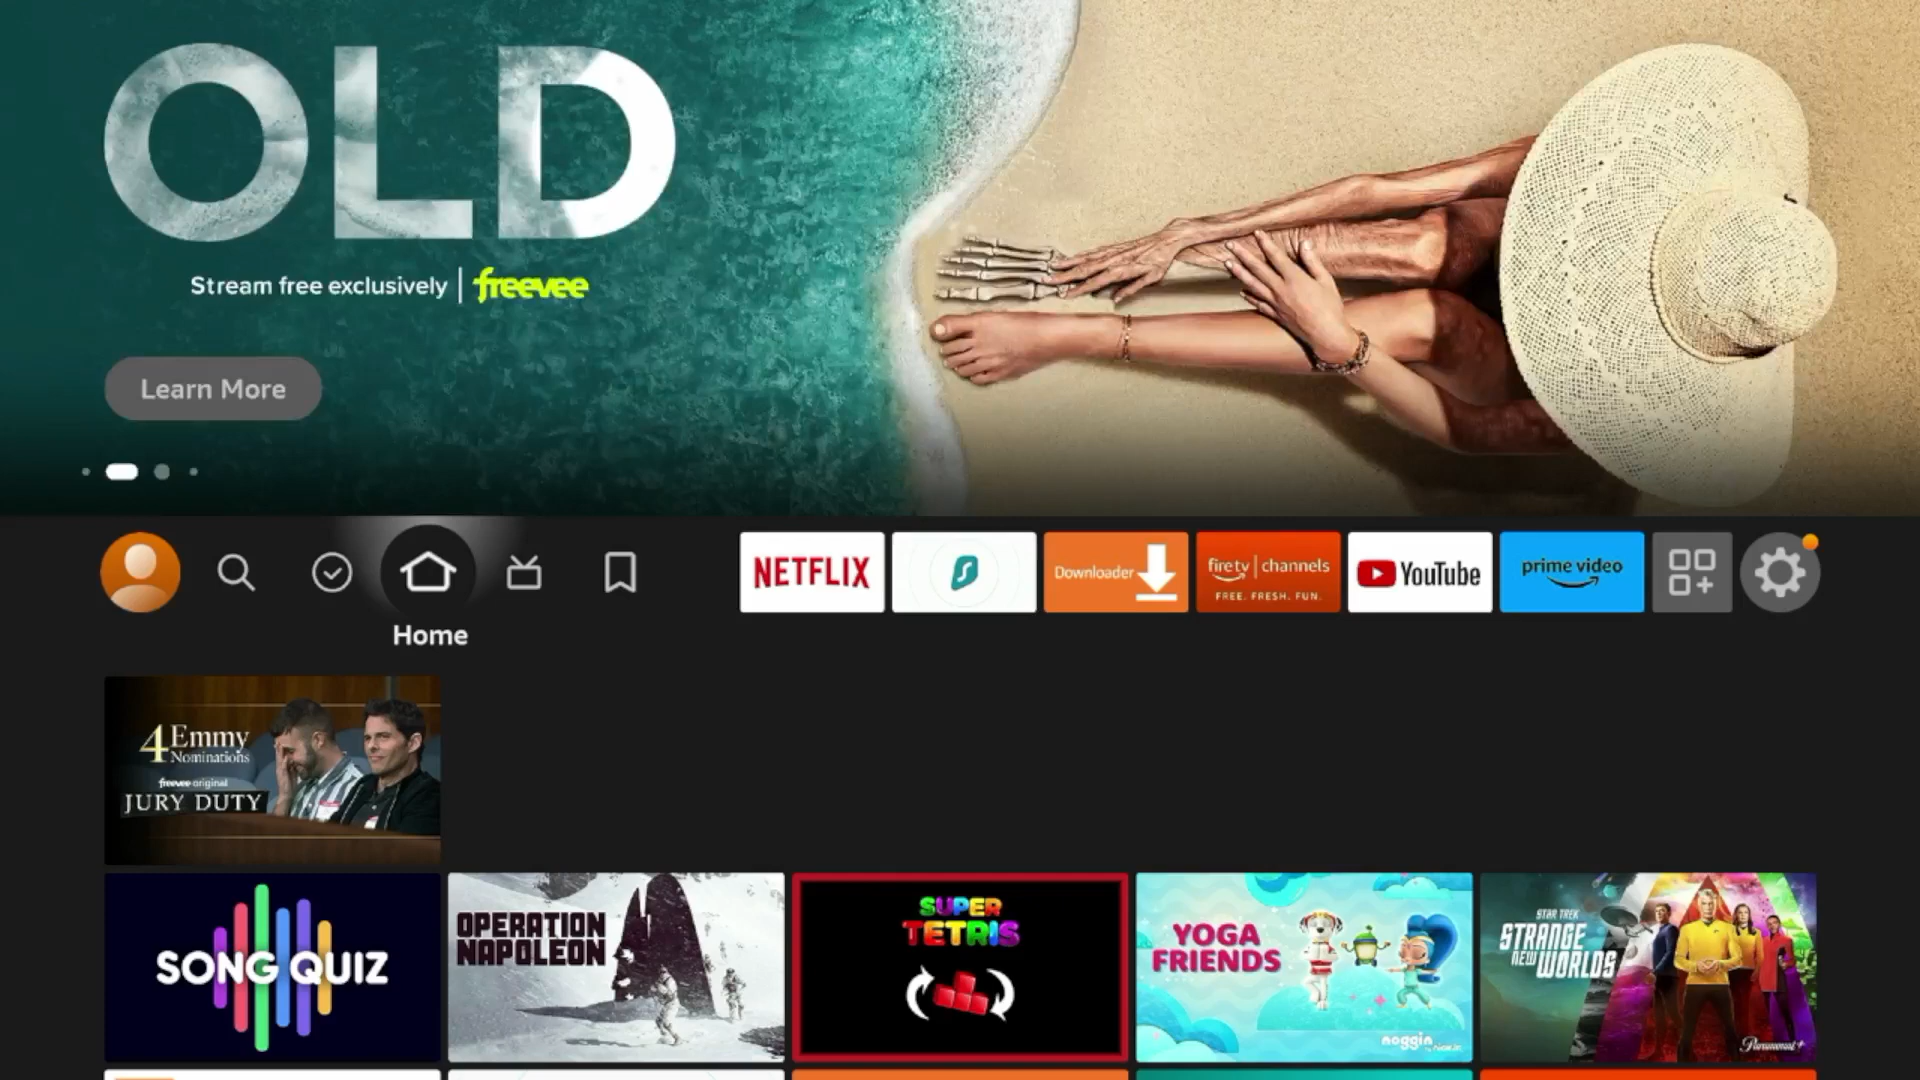 OLD
Stream free exclusively | freevee
Learn More
NETFLIX
Downloader
firetv | channels
FREE. FRESH. FUN.
YouTube
prime video
Home
4 Emmy
Nominations
freevee original
JURY DUTY
SONG QUIZ
OPERATION
NAPOLEON
SUPER
TETRIS
YOGA
FRIENDS
noggin
STAR TREK
STRANGE
NEW WORLDS
Paramount+